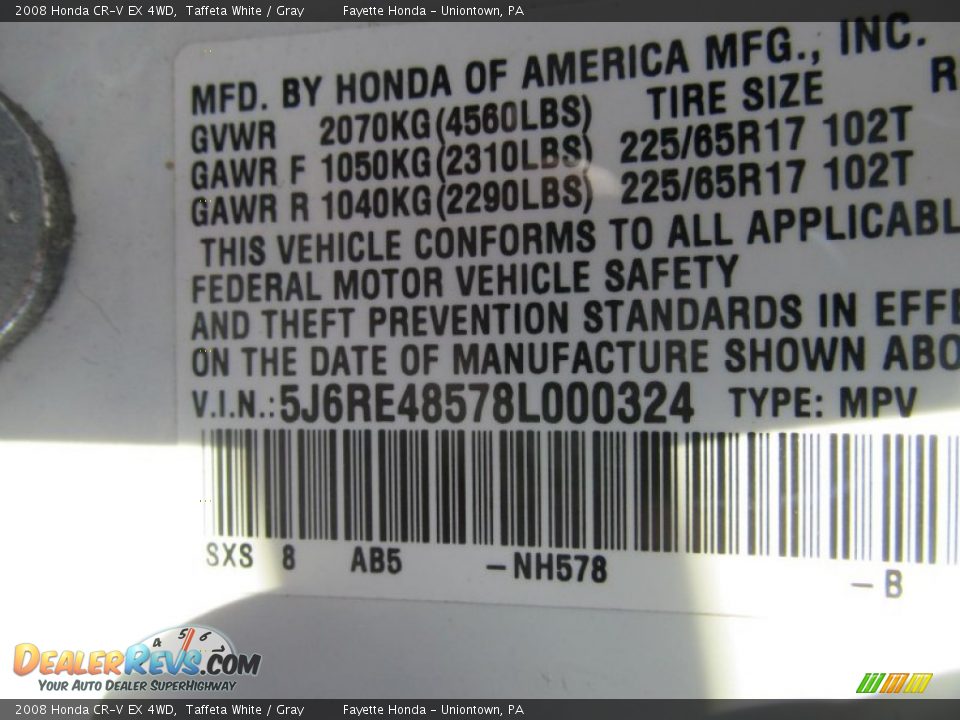 2008 Honda CR-V EX 4WD, Taffeta White / Gray Fayette Honda - Uniontown, PA
MFD. BY HONDA OF AMERICA MFG., INC.
GVWR 2070KG(4560LBS) TIRE SIZE R
GAWR F 1050KG(2310LBS) 225/65R17 102T
GAWR R 1040KG(2290LBS) 225/65R17 102T
THIS VEHICLE CONFORMS TO ALL APPLICABL
FEDERAL MOTOR VEHICLE SAFETY
AND THEFT PREVENTION STANDARDS IN EFFE
ON THE DATE OF MANUFACTURE SHOWN ABO
V.I.N.: 5J6RE48578L000324 TYPE: MPV
SXS 8 AB5 -NH578 -B
4 5 6
DEALERREVS.COM
YOUR AUTO DEALER SUPERHIGHWAY
2008 Honda CR-V EX 4WD, Taffeta White / Gray Fayette Honda - Uniontown, PA